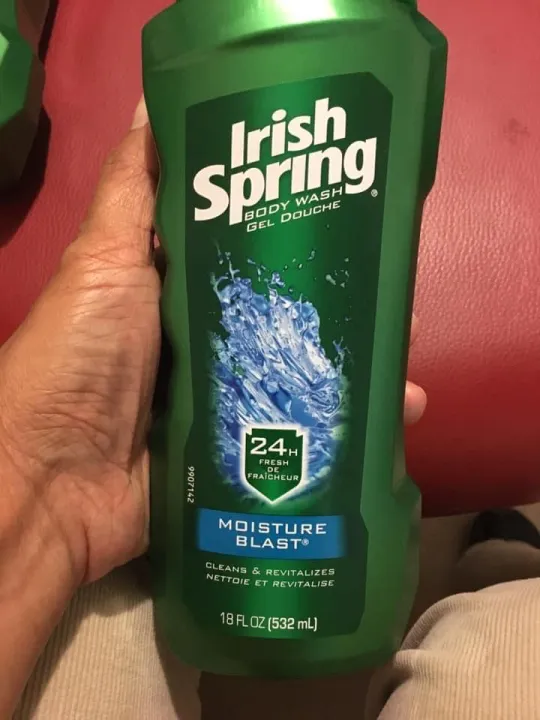 Irish
Spring®
BODY WASH
GEL DOUCHE
24H
FRESH
DE
FRAÎCHEUR
9907142
MOISTURE
BLAST®
CLEANS & REVITALIZES
NETTOIE ET REVITALISE
18 FL OZ (532 mL)